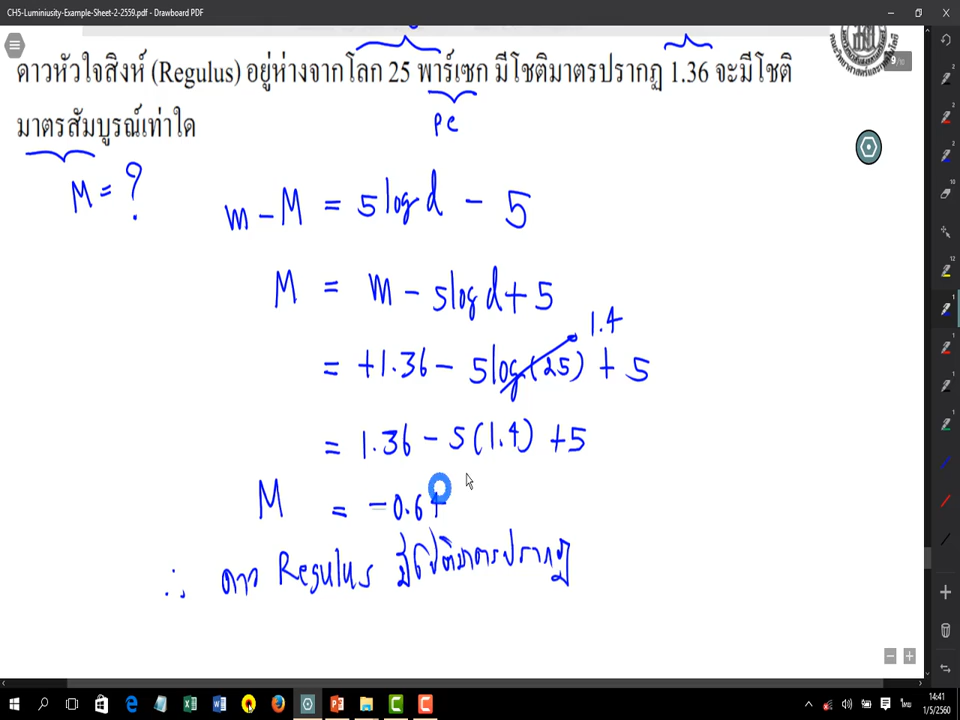 CH5-Luminiusity-Example-Sheet-2-2559.pdf - Drawboard PDF
ดาวหัวใจสิงห์ (Regulus) อยู่ห่างจากโลก 25 พาร์เซก มีโชติมาตรปรากฏ 1.36 จะมีโชติ
มาตรสัมบูรณ์เท่าใด
pc
M = ?
m - M = 5 log d - 5
M = m - 5 log d + 5
1.4
= +1.36 - 5 log (25) + 5
= 1.36 - 5 (1.4) + 5
M = -0.64
∴ ดาว Regulus มีโชติมาตรปรากฏ
14:41
1/5/2560